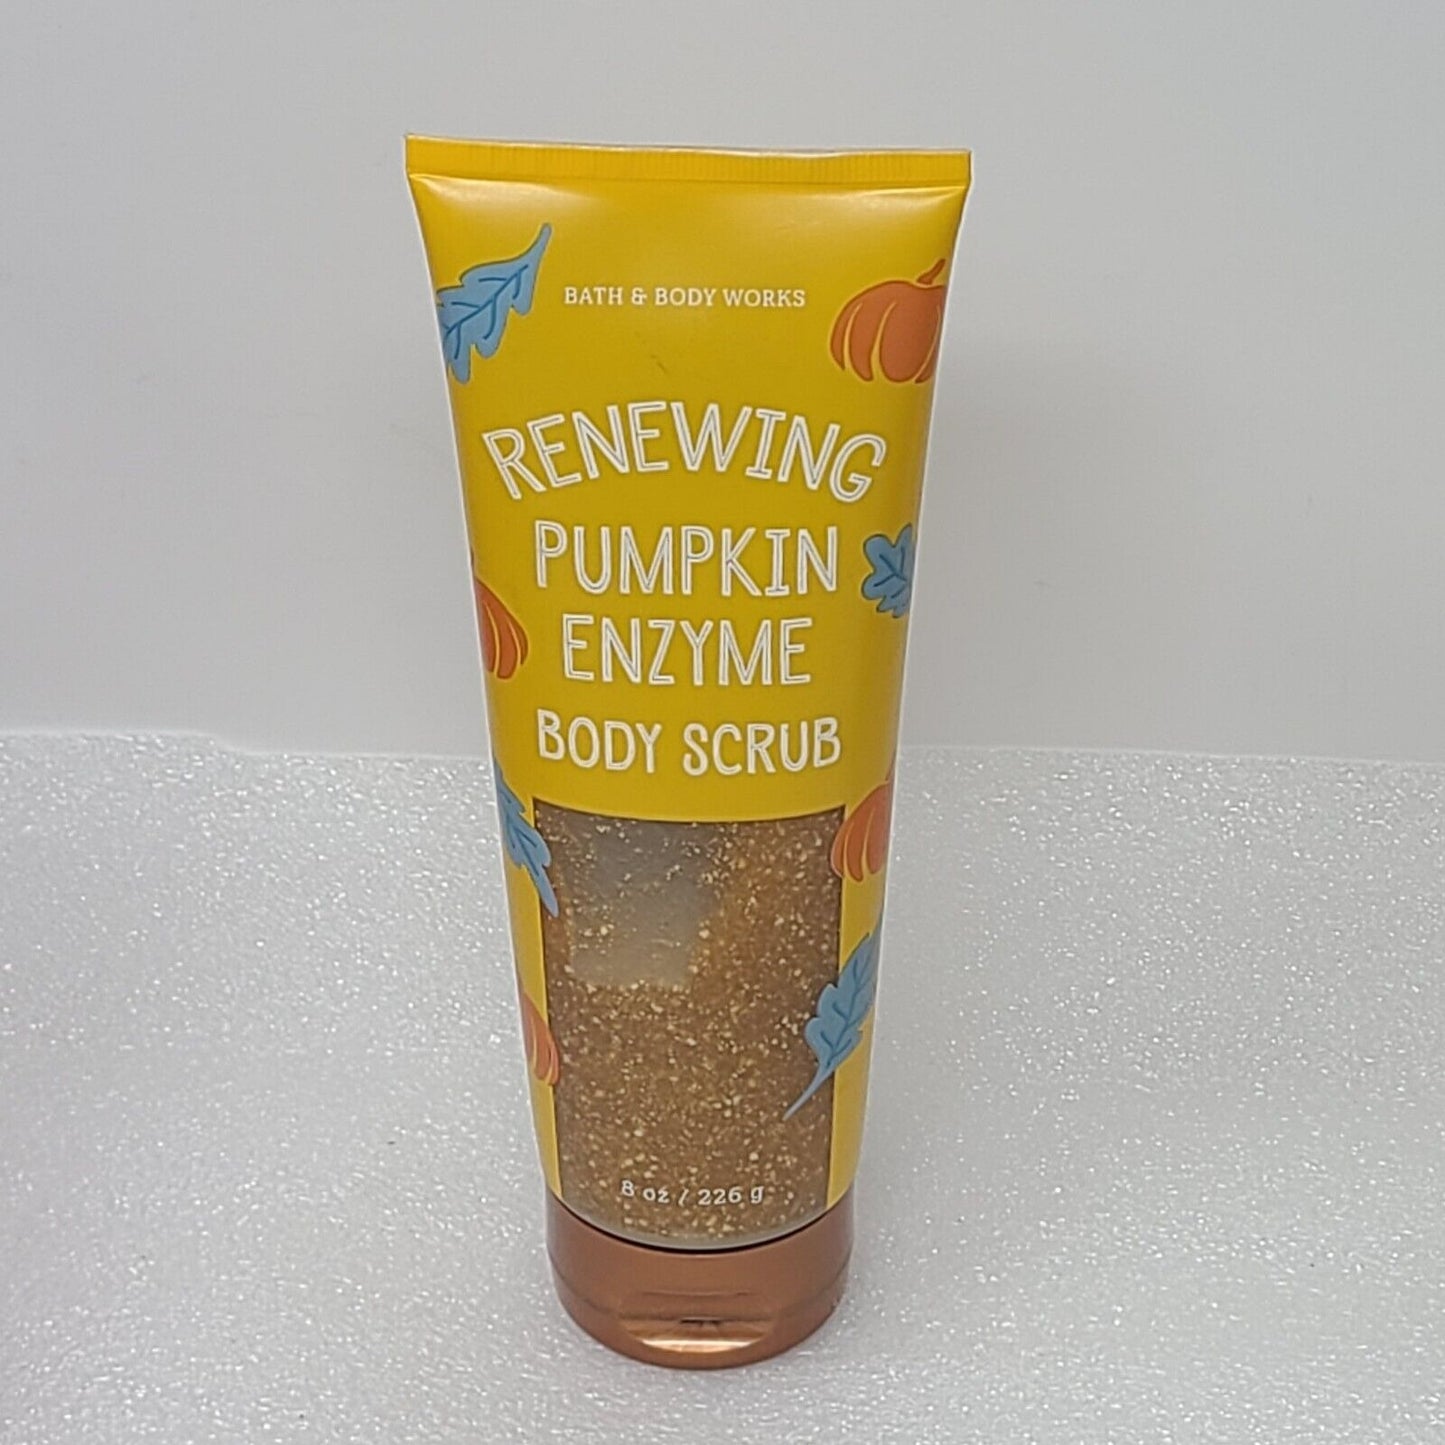 BATH & BODY WORKS
RENEWING
PUMPKIN
ENZYME
BODY SCRUB
8 oz / 226 g